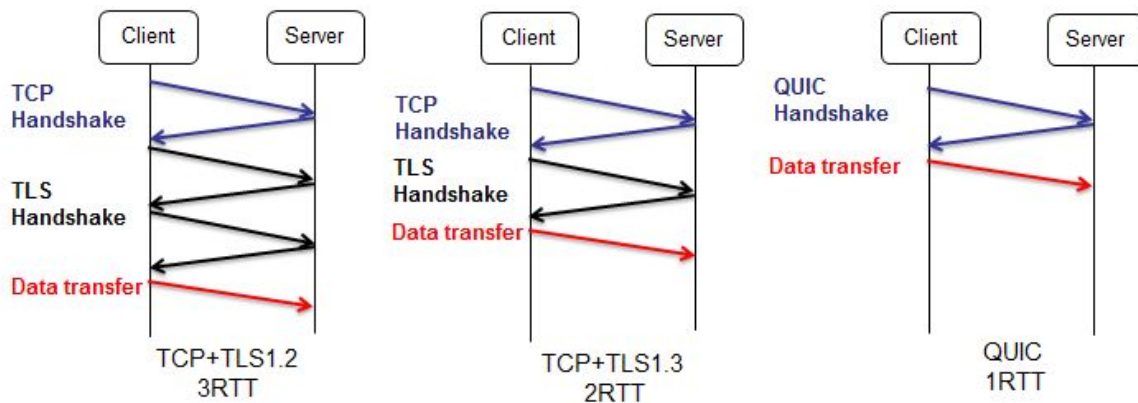 Client
Server
TCP
Handshake
TLS
Handshake
Data transfer
TCP+TLS1.2
3RTT
Client
Server
TCP
Handshake
TLS
Handshake
Data transfer
TCP+TLS1.3
2RTT
Client
Server
QUIC
Handshake
Data transfer
QUIC
1RTT